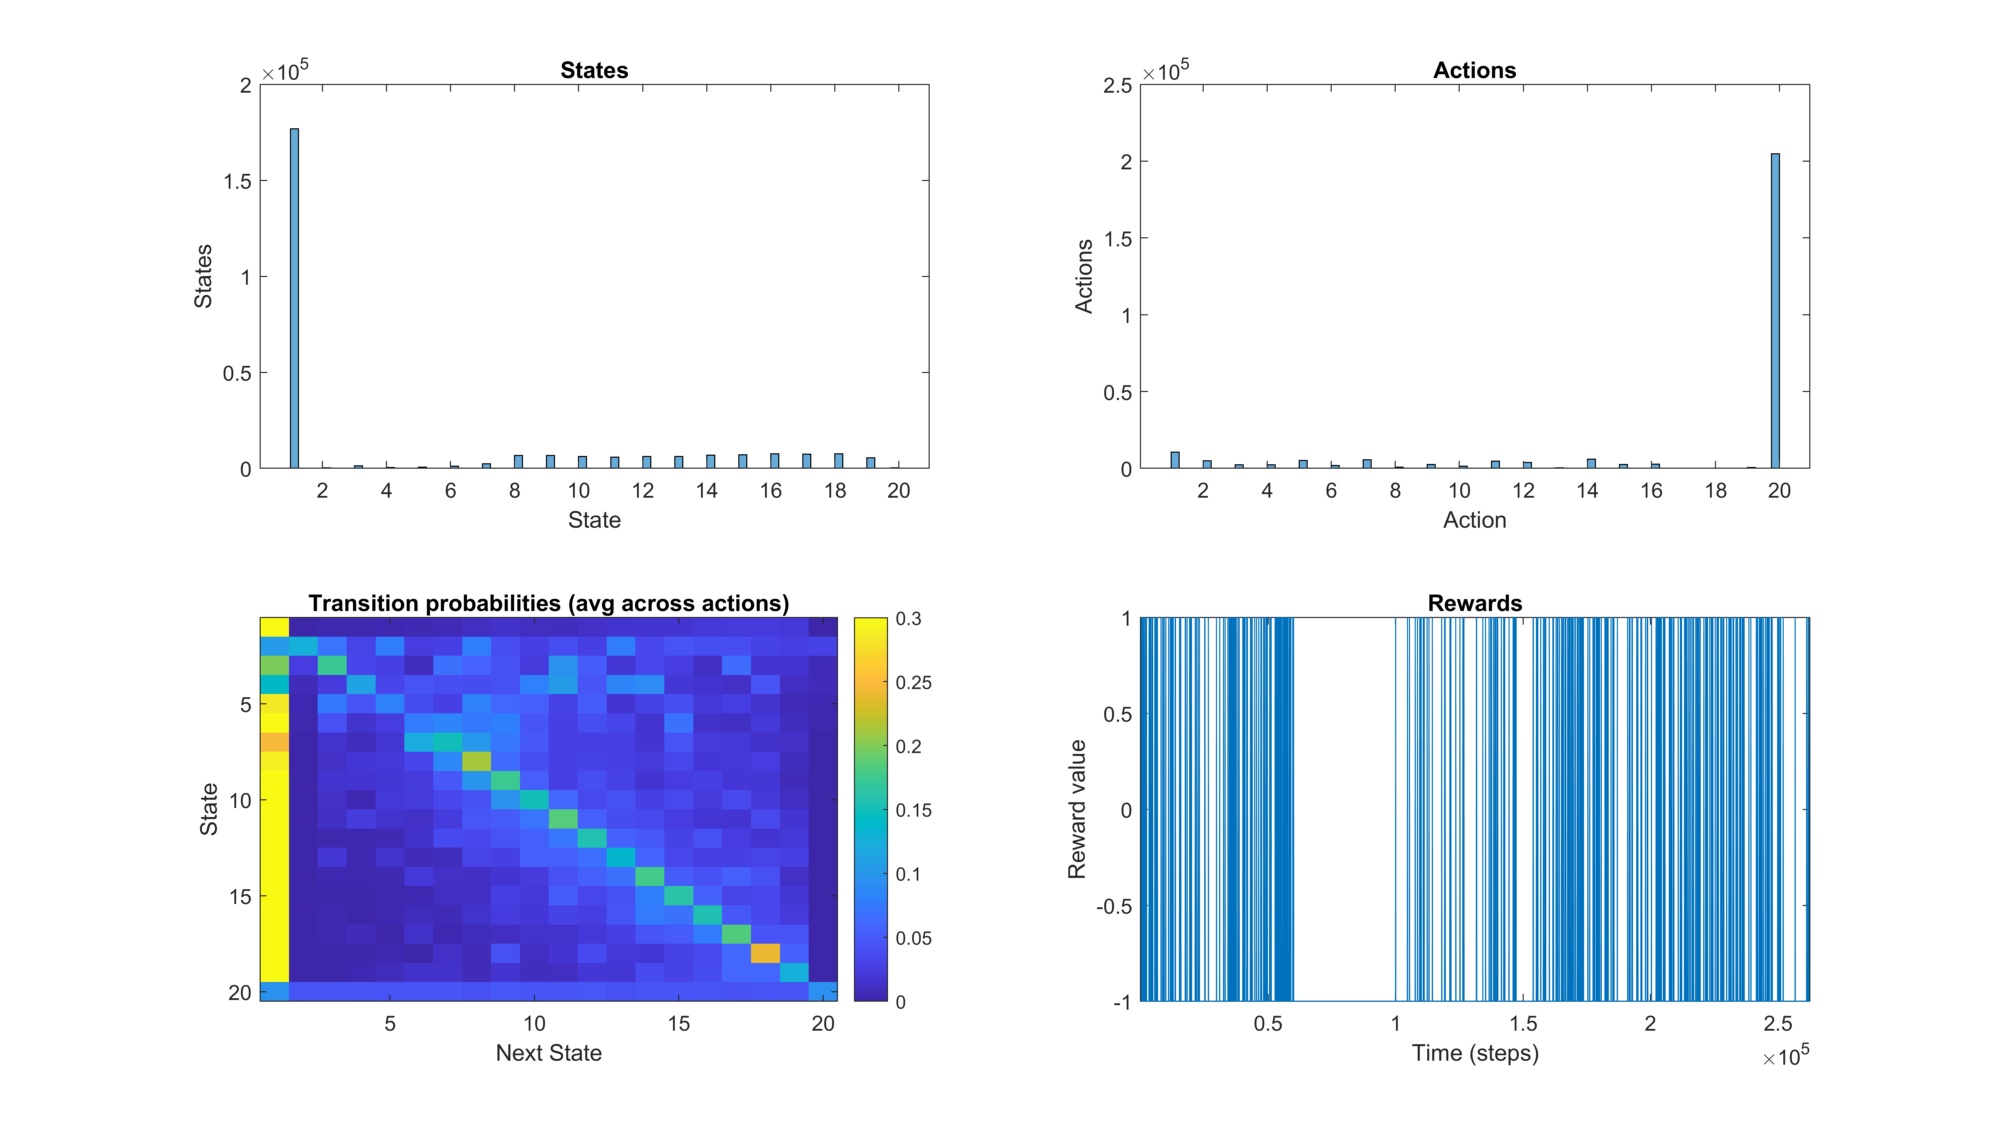 States
×10^5
2
1.5
1
0.5
0
States
2 4 6 8 10 12 14 16 18 20
State
Actions
×10^5
2.5
2
1.5
1
0.5
0
Actions
2 4 6 8 10 12 14 16 18 20
Action
Transition probabilities (avg across actions)
5
10
15
20
State
5 10 15 20
Next State
0.3
0.25
0.2
0.15
0.1
0.05
0
Rewards
1
0.5
0
-0.5
-1
Reward value
0.5 1 1.5 2 2.5
Time (steps)
×10^5